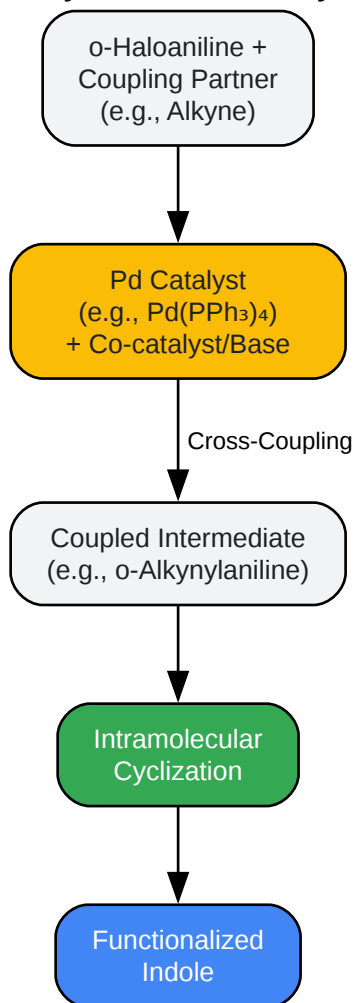 o-Haloaniline +
Coupling Partner
(e.g., Alkyne)
Pd Catalyst
(e.g., Pd(PPh₃)₄)
+ Co-catalyst/Base
Cross-Coupling
Coupled Intermediate
(e.g., o-Alkynylaniline)
Intramolecular
Cyclization
Functionalized
Indole